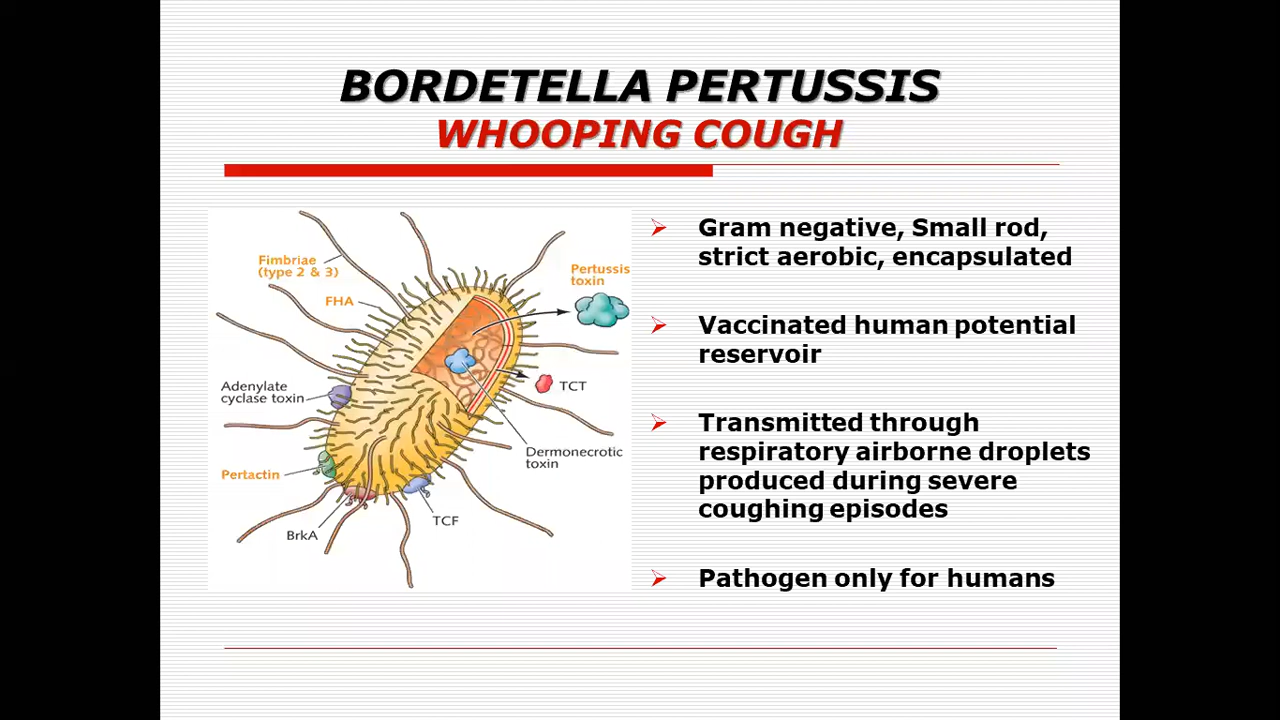 BORDETELLA PERTUSSIS
WHOOPING COUGH
Fimbriae
(type 2 & 3)
FHA
Pertussis
toxin
Adenylate
cyclase toxin
TCT
Dermonecrotic
toxin
Pertactin
TCF
BrkA
Gram negative, Small rod,
strict aerobic, encapsulated
Vaccinated human potential
reservoir
Transmitted through
respiratory airborne droplets
produced during severe
coughing episodes
Pathogen only for humans